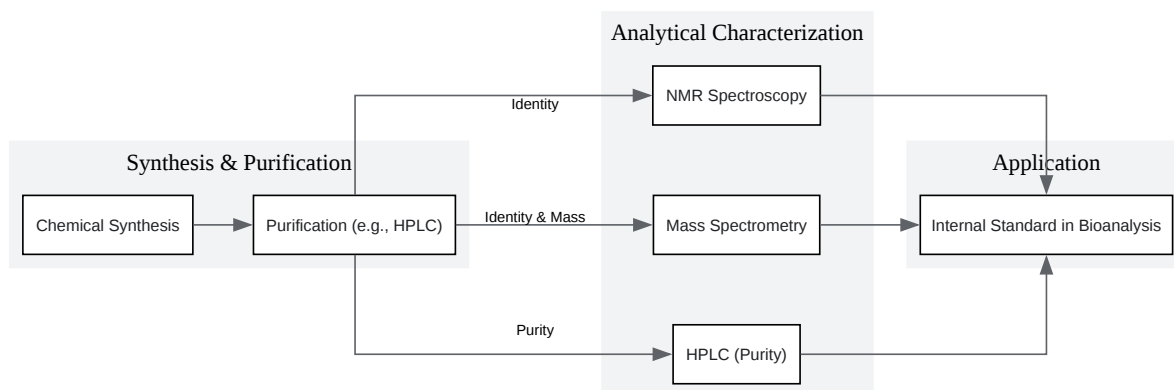 Analytical Characterization
NMR Spectroscopy
Identity
Synthesis & Purification
Application
Chemical Synthesis
Purification (e.g., HPLC)
Identity & Mass
Mass Spectrometry
Internal Standard in Bioanalysis
Purity
HPLC (Purity)